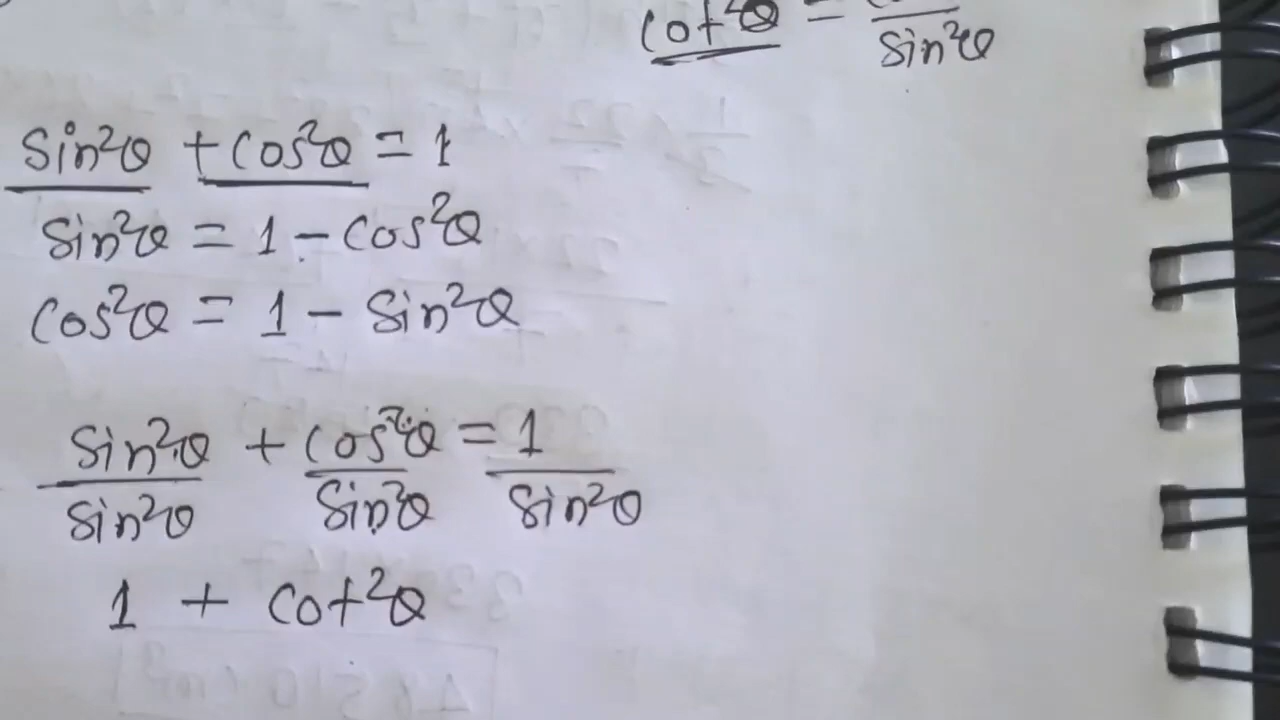 cot²θ =
sin²θ
sin²θ + cos²θ = 1
sin²θ = 1 - cos²θ
cos²θ = 1 - sin²θ
sin²θ + cos²θ = 1
sin²θ sin²θ sin²θ
1 + cot²θ